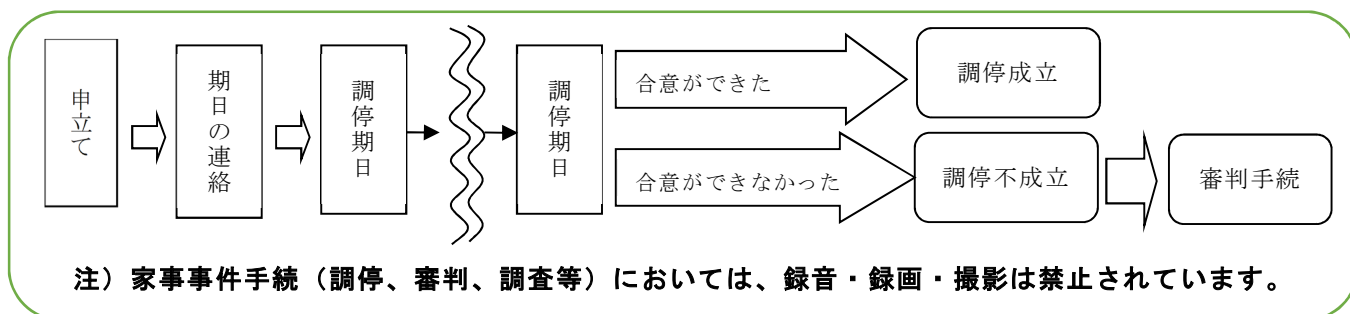 申立て
期日の連絡
調停期日
調停期日
合意ができた
調停成立
合意ができなかった
調停不成立
審判手続
注）家事事件手続（調停、審判、調査等）においては、録音・録画・撮影は禁止されています。